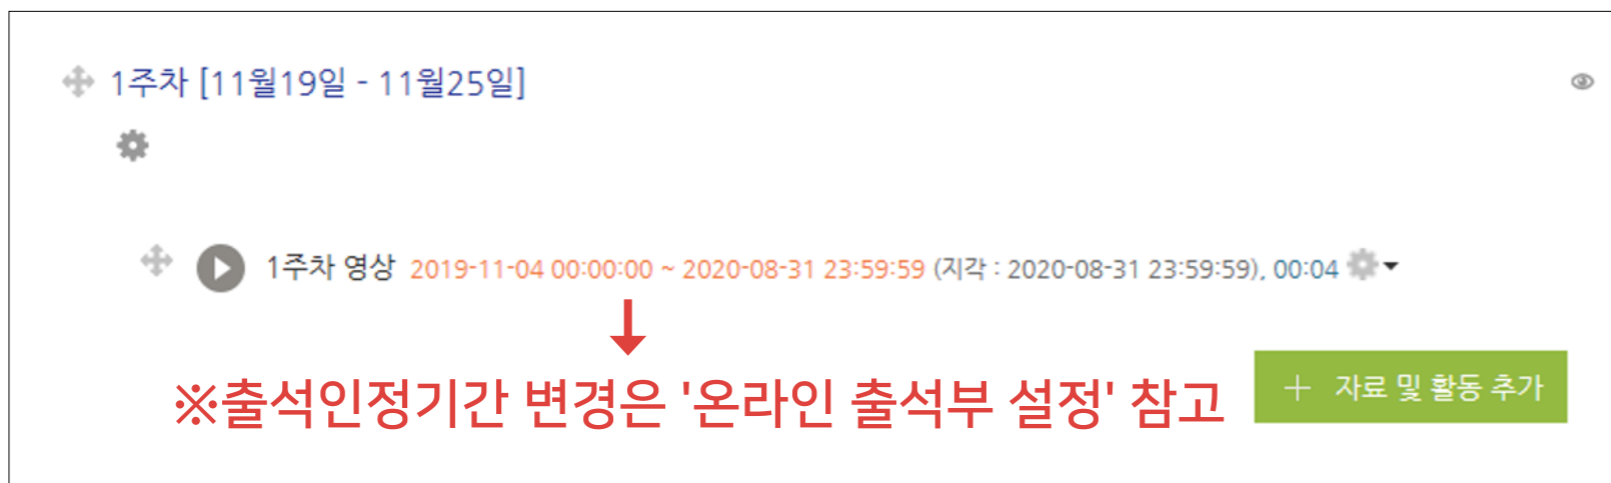 1주차 [11월19일 - 11월25일]
1주차 영상 2019-11-04 00:00:00 ~ 2020-08-31 23:59:59 (지각 : 2020-08-31 23:59:59), 00:04
※출석인정기간 변경은 '온라인 출석부 설정' 참고
+ 자료 및 활동 추가